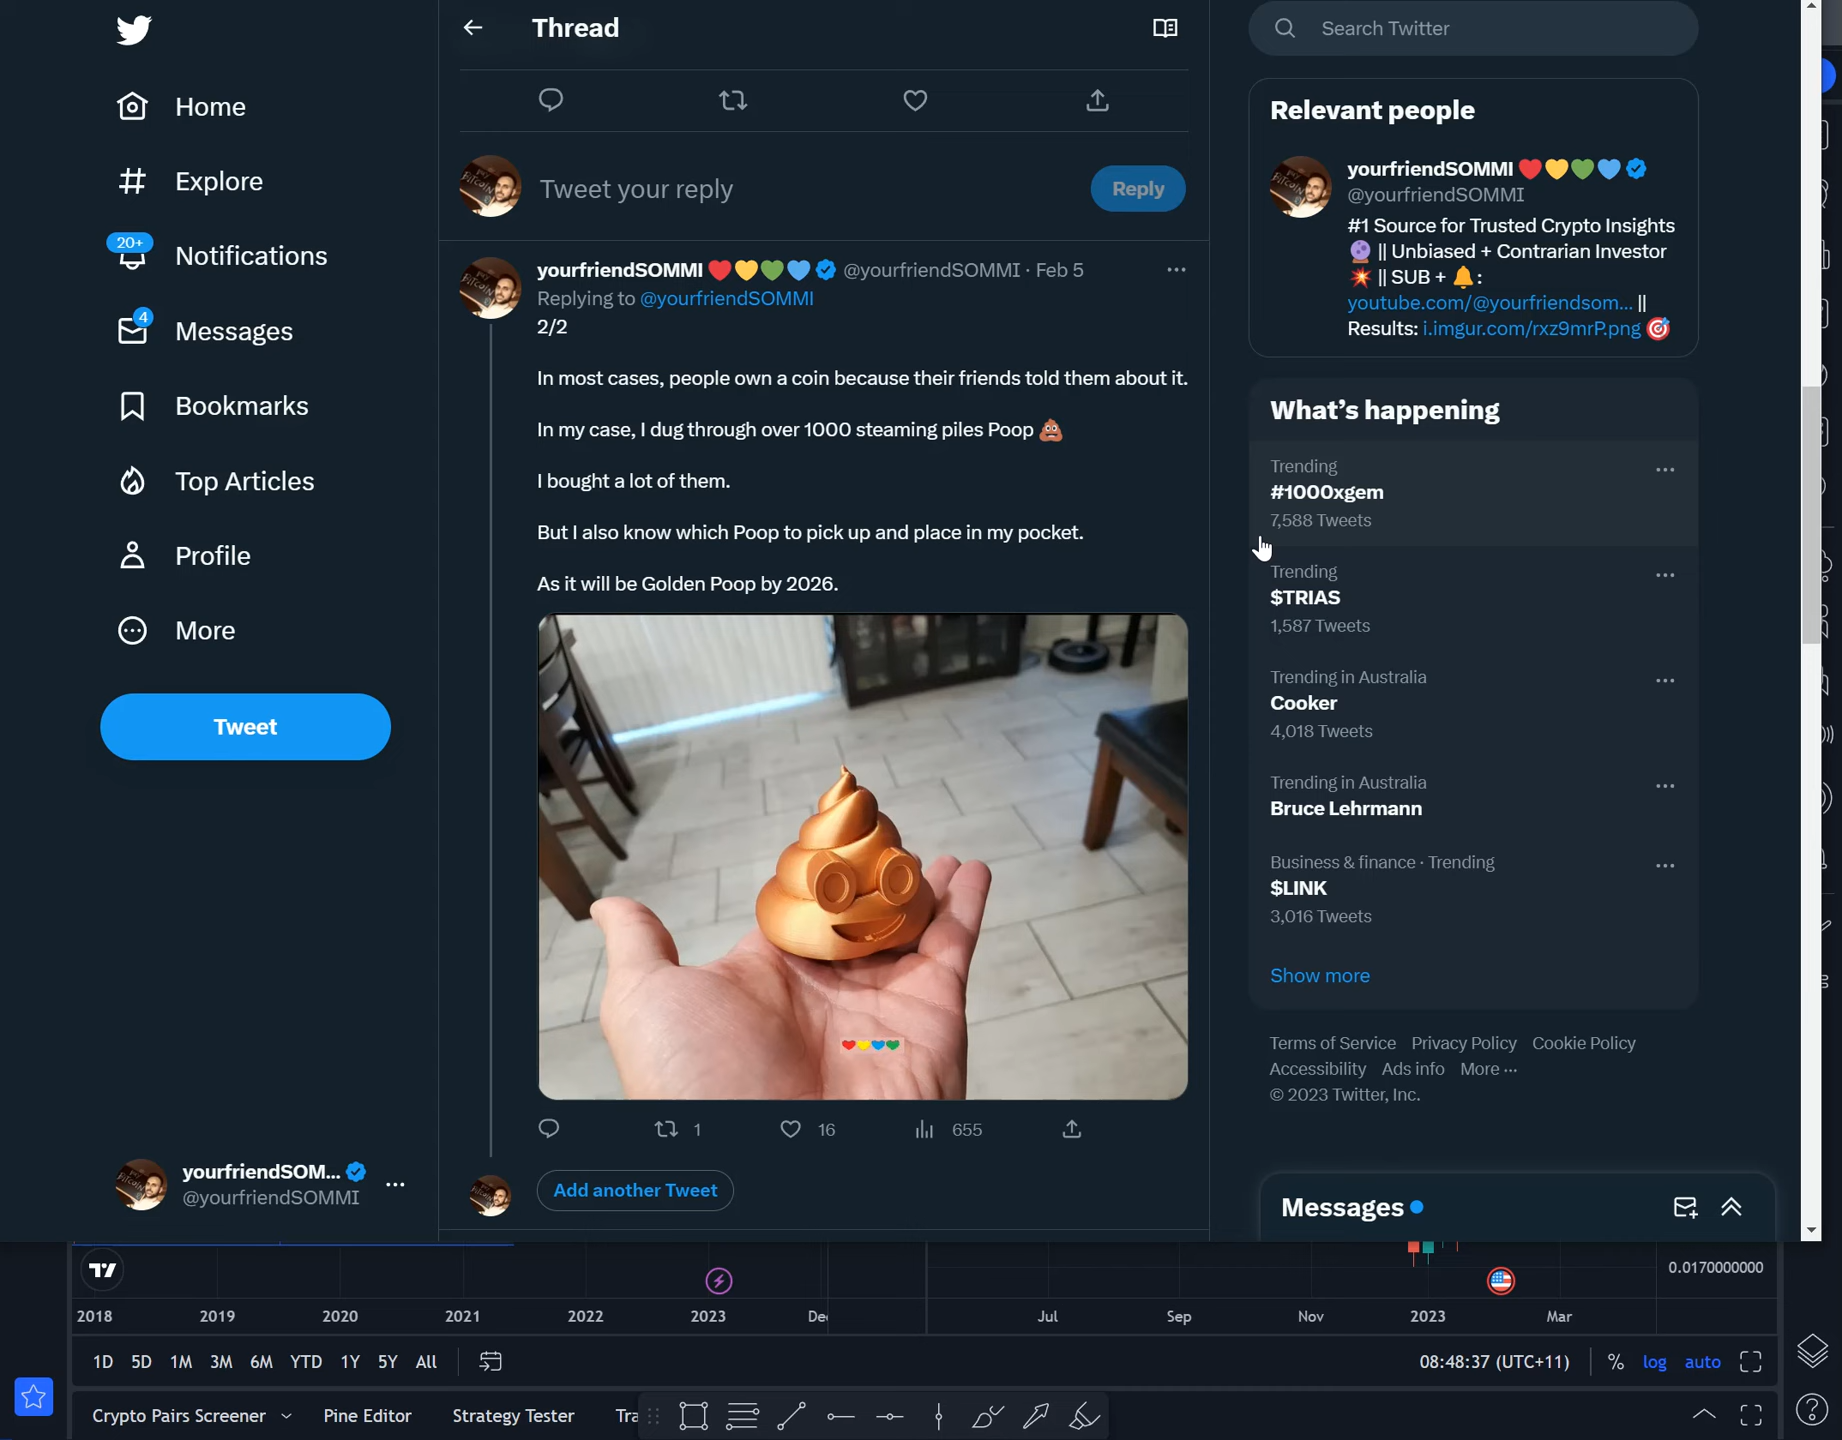 Home
Explore
20+
Notifications
4
Messages
Bookmarks
Top Articles
Profile
More
Tweet
yourfriendSOM...
@yourfriendSOMMI
Thread
Tweet your reply
Reply
yourfriendSOMMI ❤️💛💚💙 @yourfriendSOMMI · Feb 5
Replying to @yourfriendSOMMI
2/2
In most cases, people own a coin because their friends told them about it.
In my case, I dug through over 1000 steaming piles Poop 💩
I bought a lot of them.
But I also know which Poop to pick up and place in my pocket.
As it will be Golden Poop by 2026.
1
16
655
Add another Tweet
Search Twitter
Relevant people
yourfriendSOMMI ❤️💛💚💙
@yourfriendSOMMI
#1 Source for Trusted Crypto Insights
🔮 || Unbiased + Contrarian Investor
💥 || SUB + 🔔:
youtube.com/@yourfriendsom... ||
Results: i.imgur.com/rxz9mrP.png 🎯
What's happening
Trending
#1000xgem
7,588 Tweets
Trending
$TRIAS
1,587 Tweets
Trending in Australia
Cooker
4,018 Tweets
Trending in Australia
Bruce Lehrmann
Business & finance · Trending
$LINK
3,016 Tweets
Show more
Terms of Service Privacy Policy Cookie Policy
Accessibility Ads info More ...
© 2023 Twitter, Inc.
Messages
0.0170000000
2018 2019 2020 2021 2022 2023 Dec Jul Sep Nov 2023 Mar
1D 5D 1M 3M 6M YTD 1Y 5Y All 08:48:37 (UTC+11) % log auto
Crypto Pairs Screener Pine Editor Strategy Tester Tra